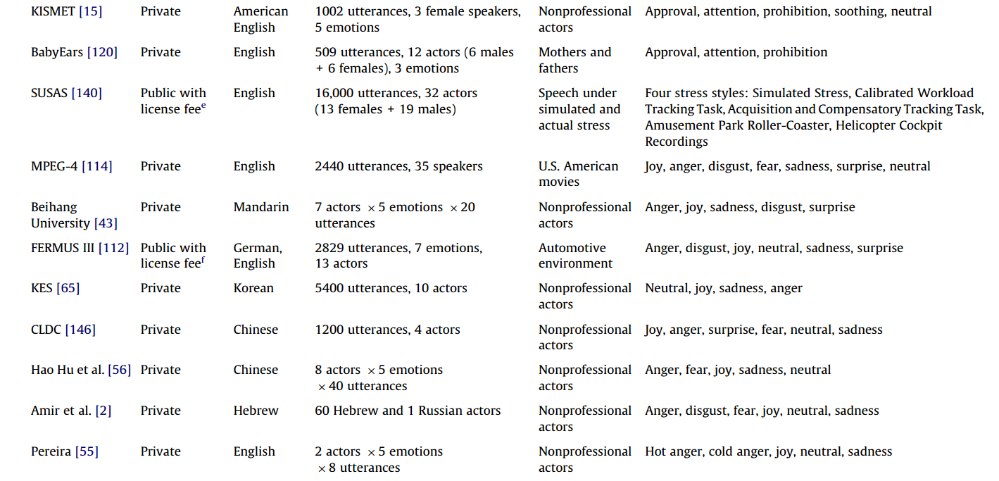 KISMET [15] Private American 1002 utterances, 3 female speakers, Nonprofessional Approval, attention, prohibition, soothing, neutral
English 5 emotions actors
BabyEars [120] Private English 509 utterances, 12 actors (6 males Mothers and Approval, attention, prohibition
+ 6 females), 3 emotions fathers
SUSAS [140] Public with English 16,000 utterances, 32 actors Speech under Four stress styles: Simulated Stress, Calibrated Workload
license fee^e (13 females + 19 males) simulated and Tracking Task, Acquisition and Compensatory Tracking Task,
actual stress Amusement Park Roller-Coaster, Helicopter Cockpit
Recordings
MPEG-4 [114] Private English 2440 utterances, 35 speakers U.S. American Joy, anger, disgust, fear, sadness, surprise, neutral
movies
Beihang Private Mandarin 7 actors × 5 emotions × 20 Nonprofessional Anger, joy, sadness, disgust, surprise
University [43] utterances actors
FERMUS III [112] Public with German, 2829 utterances, 7 emotions, Automotive Anger, disgust, joy, neutral, sadness, surprise
license fee^f English 13 actors environment
KES [65] Private Korean 5400 utterances, 10 actors Nonprofessional Neutral, joy, sadness, anger
actors
CLDC [146] Private Chinese 1200 utterances, 4 actors Nonprofessional Joy, anger, surprise, fear, neutral, sadness
actors
Hao Hu et al. [56] Private Chinese 8 actors × 5 emotions Nonprofessional Anger, fear, joy, sadness, neutral
× 40 utterances actors
Amir et al. [2] Private Hebrew 60 Hebrew and 1 Russian actors Nonprofessional Anger, disgust, fear, joy, neutral, sadness
actors
Pereira [55] Private English 2 actors × 5 emotions Nonprofessional Hot anger, cold anger, joy, neutral, sadness
× 8 utterances actors